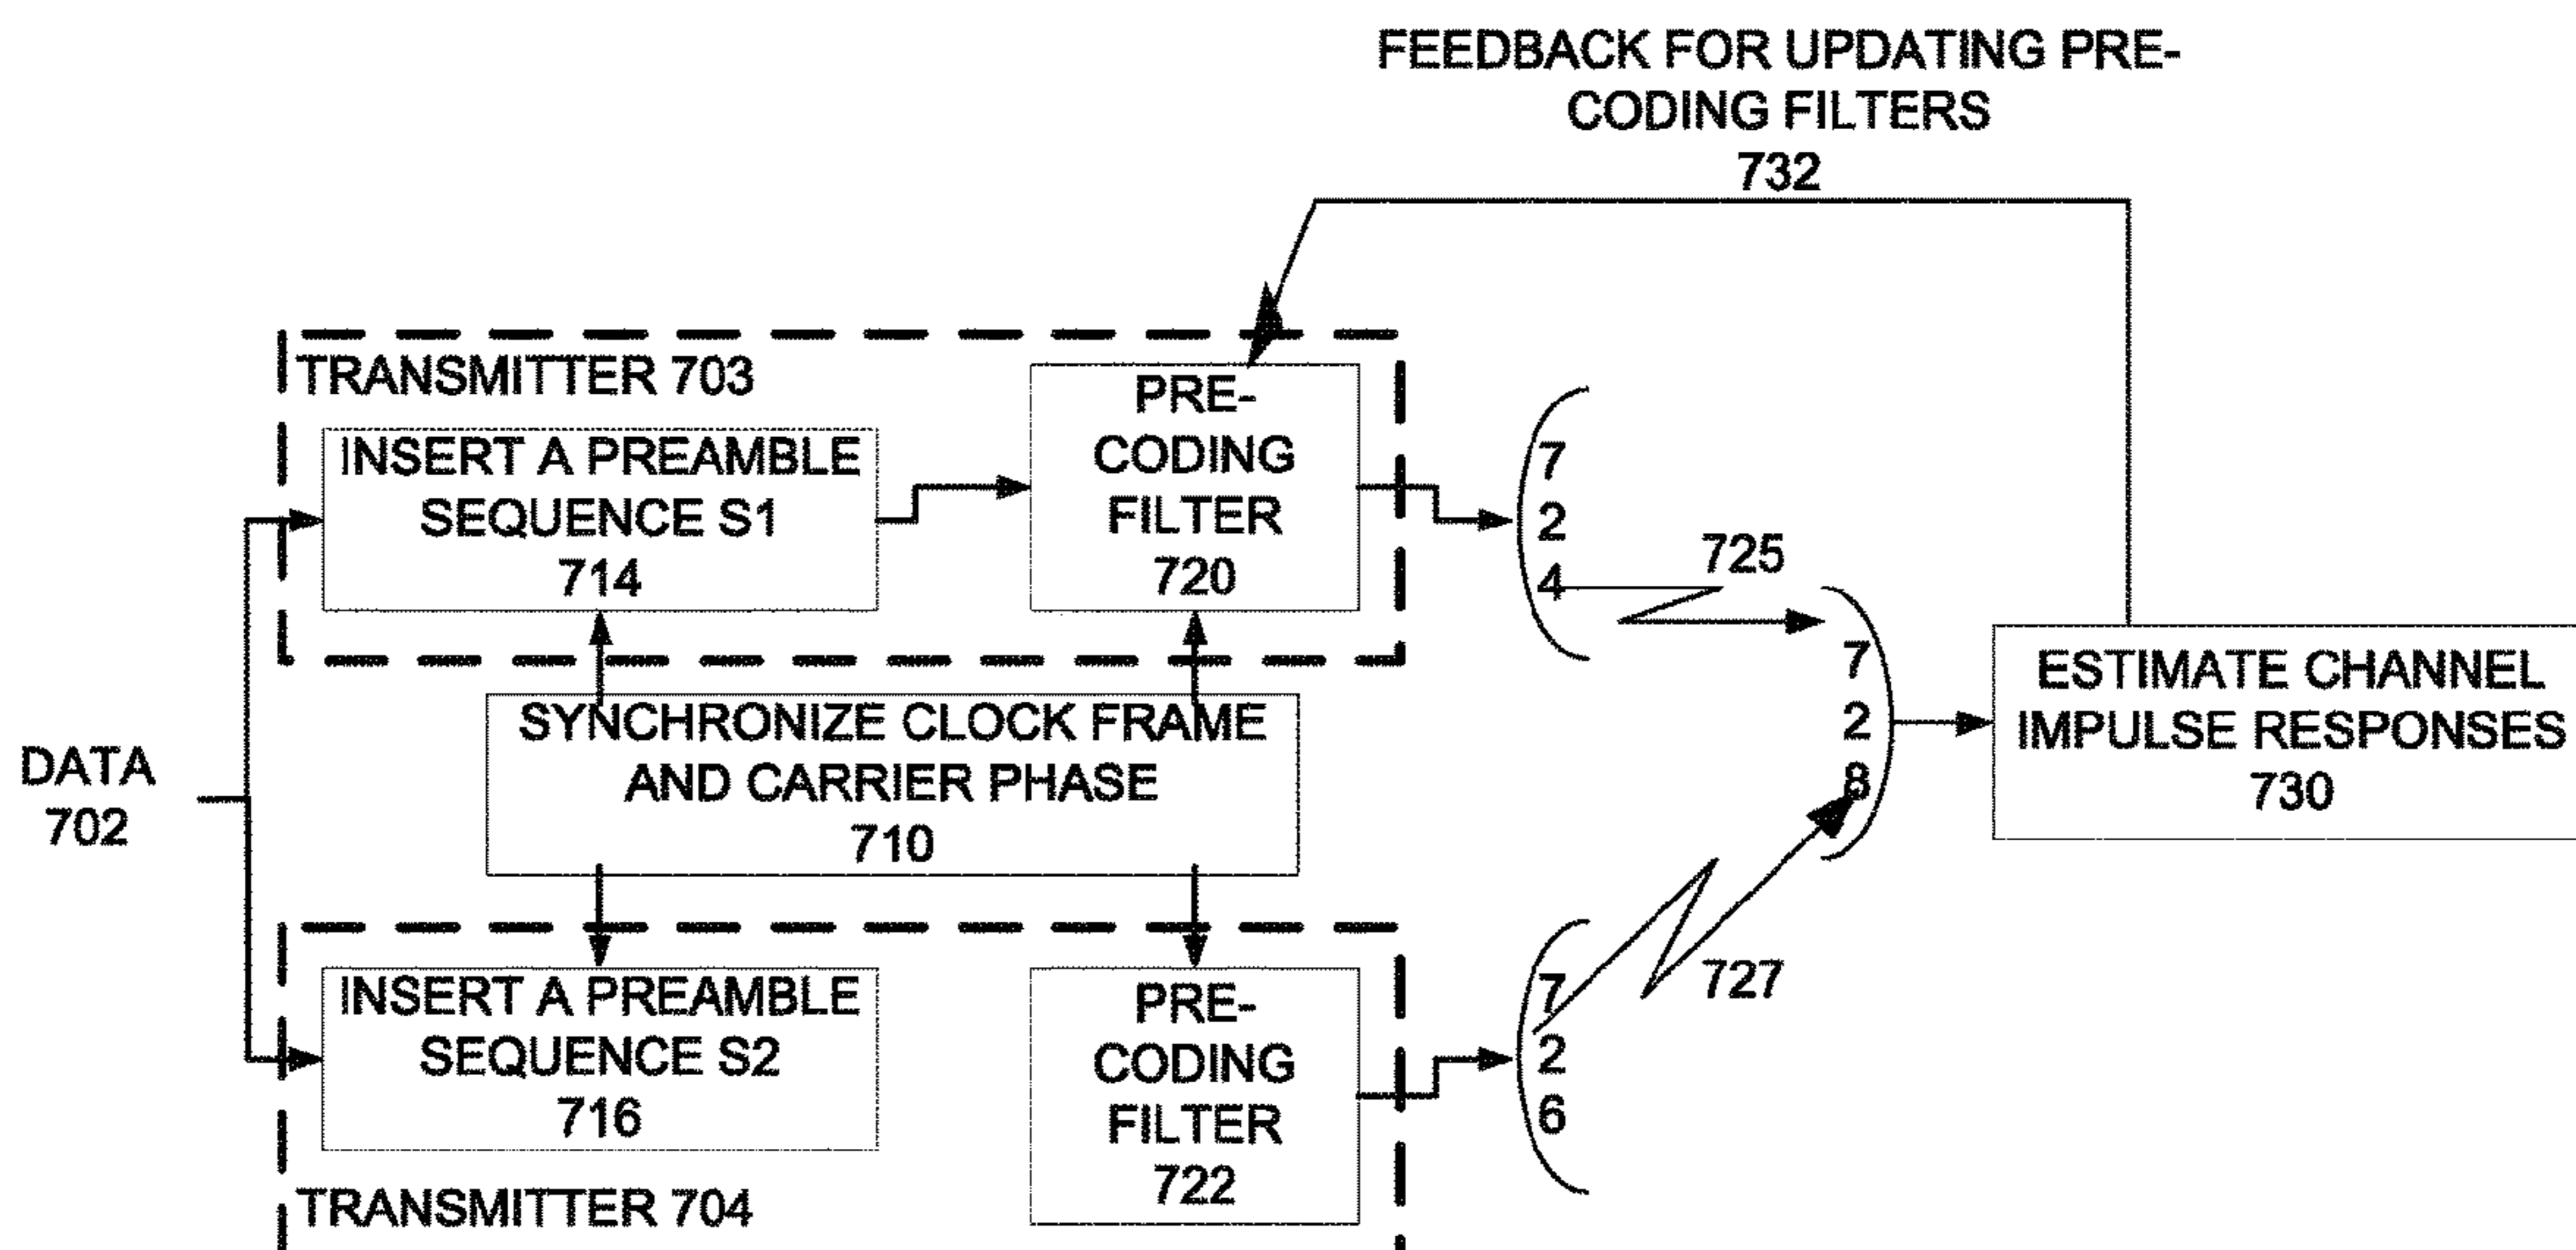 FEEDBACK FOR UPDATING PRE-
CODING FILTERS
732
TRANSMITTER 703
INSERT A PREAMBLE
SEQUENCE S1
714
PRE-
CODING
FILTER
720
7
2
4
725
SYNCHRONIZE CLOCK FRAME
AND CARRIER PHASE
710
DATA
702
7
2
8
ESTIMATE CHANNEL
IMPULSE RESPONSES
730
INSERT A PREAMBLE
SEQUENCE S2
716
PRE-
CODING
FILTER
722
7
2
6
727
TRANSMITTER 704